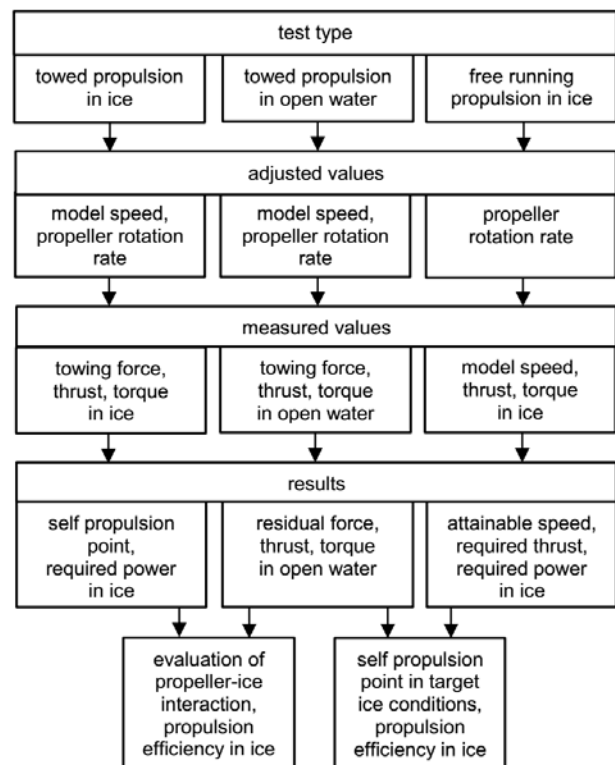 test type
towed propulsion
in ice
towed propulsion
in open water
free running
propulsion in ice
adjusted values
model speed,
propeller rotation
rate
model speed,
propeller rotation
rate
propeller
rotation rate
measured values
towing force,
thrust, torque
in ice
towing force,
thrust, torque
in open water
model speed,
thrust, torque
in ice
results
self propulsion
point,
required power
in ice
residual force,
thrust, torque
in open water
attainable speed,
required thrust,
required power
in ice
evaluation of
propeller-ice
interaction,
propulsion
efficiency in ice
self propulsion
point in target
ice conditions,
propulsion
efficiency in ice